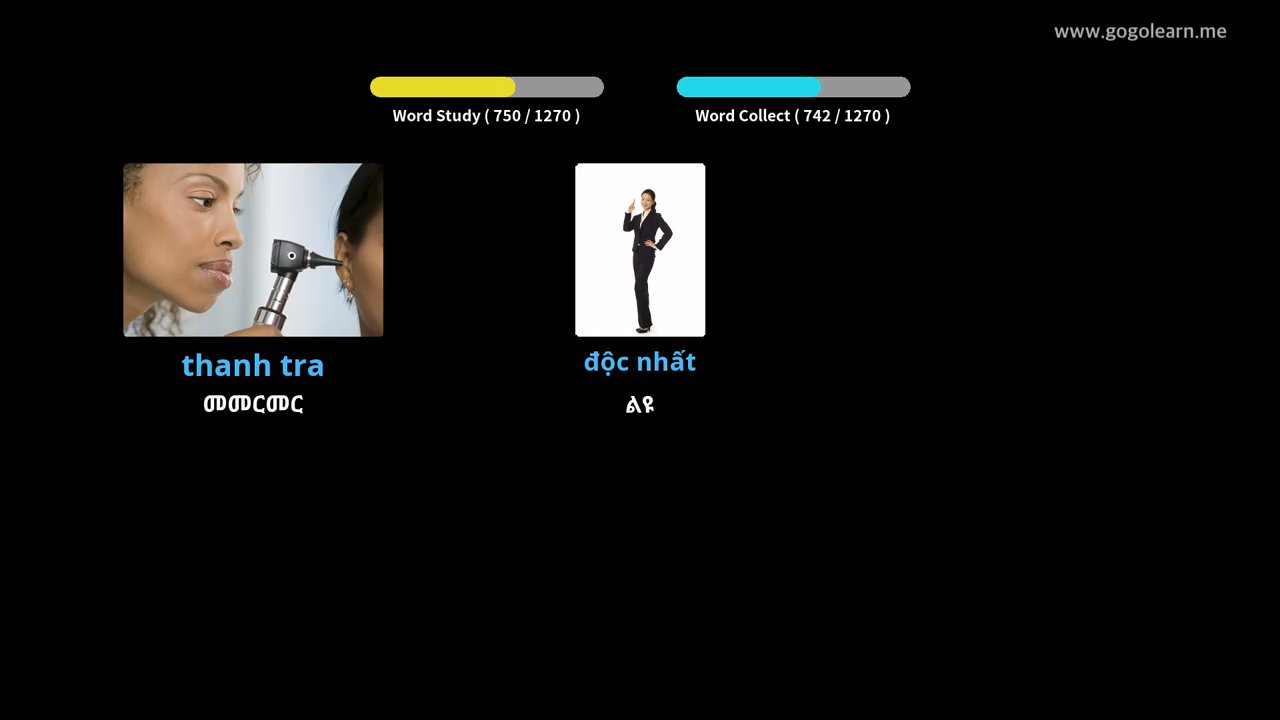 www.gogolearn.me
Word Study ( 750 / 1270 )
Word Collect ( 742 / 1270 )
thanh tra
መመርመር
độc nhất
ልዩ